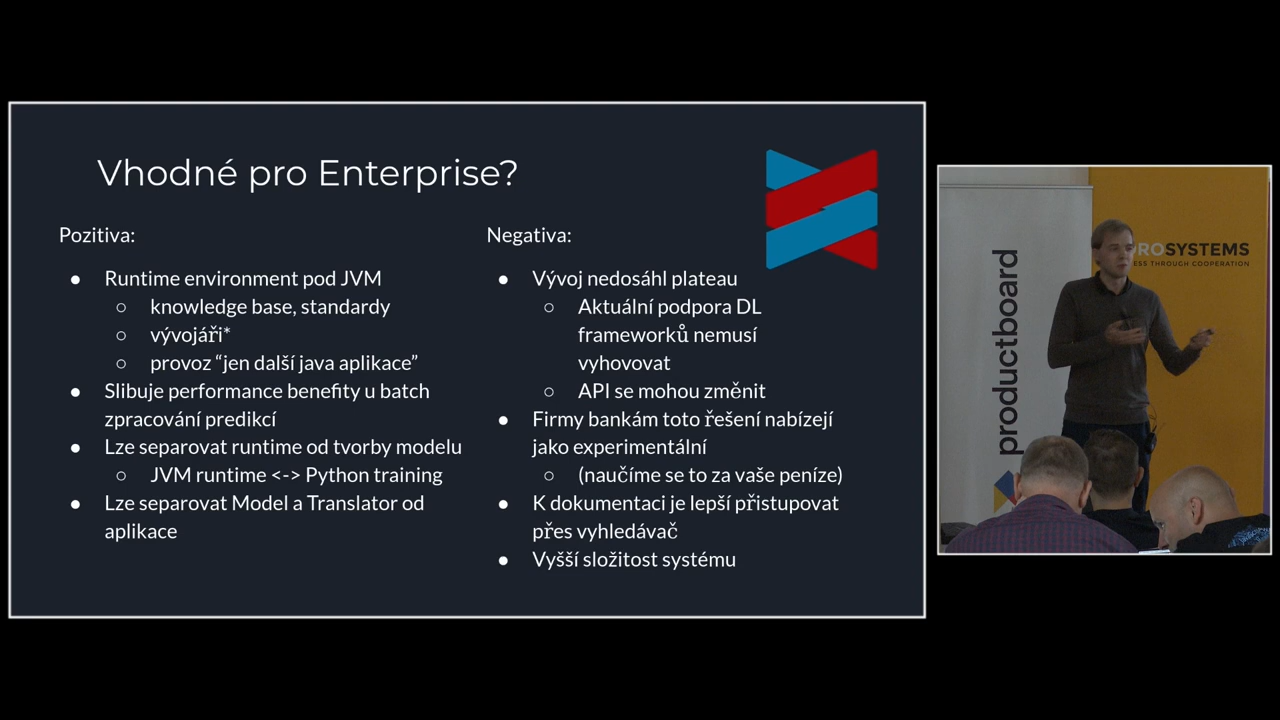 Vhodné pro Enterprise?
Pozitiva:
● Runtime environment pod JVM
○ knowledge base, standardy
○ vývojáři*
○ provoz “jen další java aplikace”
● Slibuje performance benefity u batch
zpracování predikcí
● Lze separovat runtime od tvorby modelu
○ JVM runtime <-> Python training
● Lze separovat Model a Translator od
aplikace
Negativa:
● Vývoj nedosáhl plateau
○ Aktuální podpora DL
frameworků nemusí
vyhovovat
○ API se mohou změnit
● Firmy bankám toto řešení nabízejí
jako experimentální
○ (naučíme se to za vaše peníze)
● K dokumentaci je lepší přistupovat
přes vyhledávač
● Vyšší složitost systému
productboard
ROSYSTEMS
ESS THROUGH COOPERATION